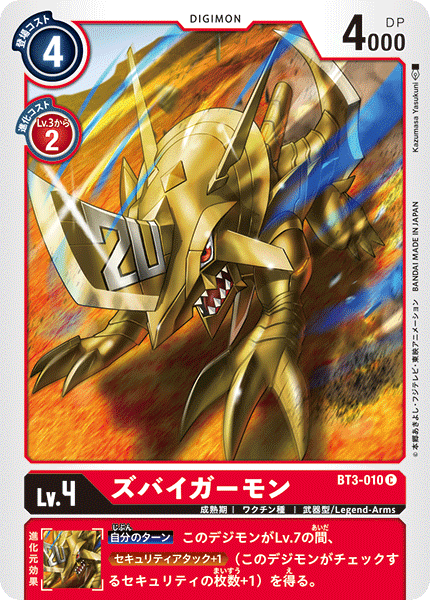 DIGIMON
登場コスト
4
4000
DP
進化コスト
Lv.3から
2
ZU
Kazumasa Yasukuni
©本郷あきよし・フジテレビ・東映アニメーション BANDAI MADE IN JAPAN
BT3-010 C
Lv.4
ズバイガーモン
成熟期 | ワクチン種 | 武器型/Legend-Arms
進化元効果
自分のターン このデジモンがLv.7の間、
セキュリティアタック+1 (このデジモンがチェックするセキュリティの枚数+1)を得る。